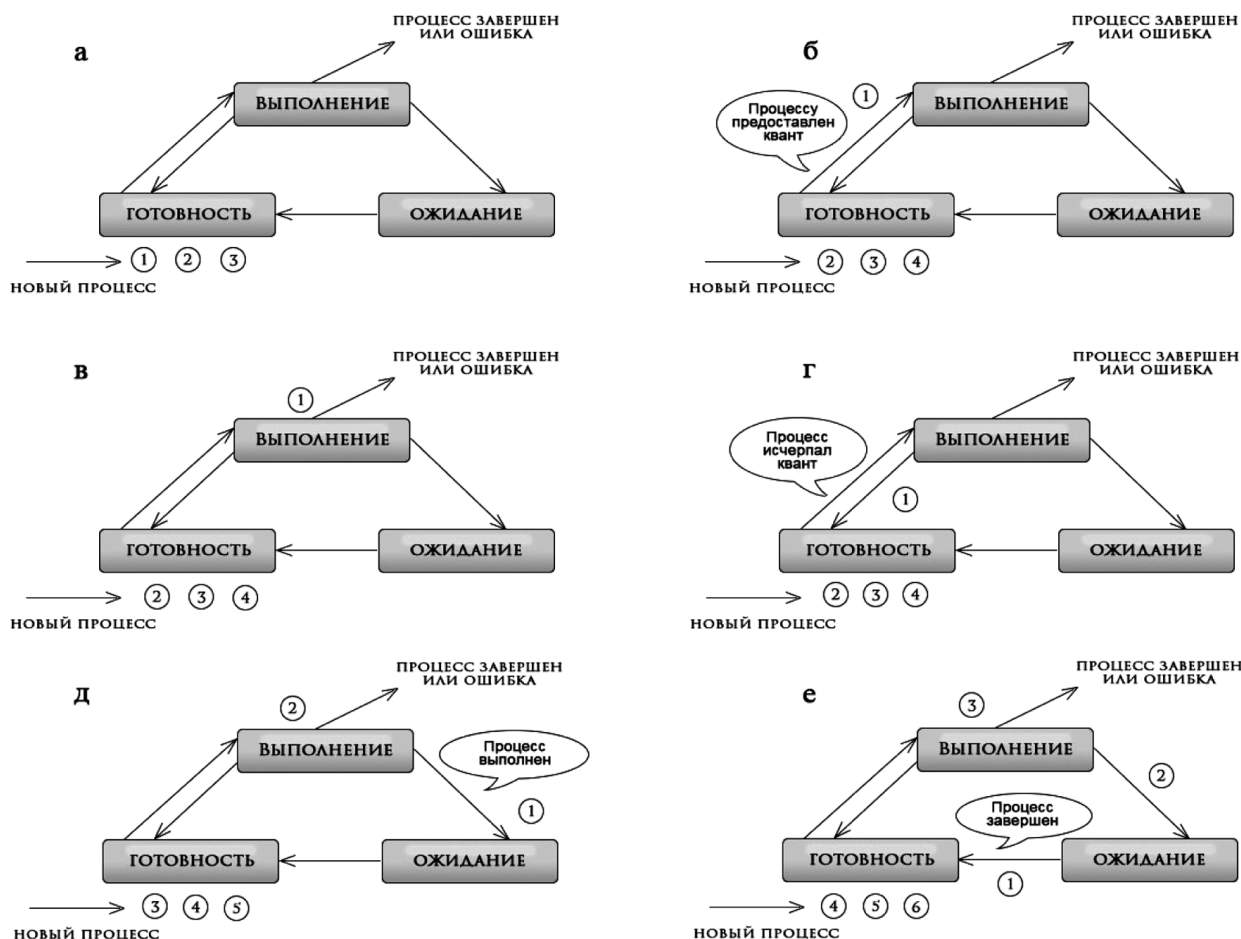 а
ПРОЦЕСС ЗАВЕРШЕН
ИЛИ ОШИБКА
ВЫПОЛНЕНИЕ
ГОТОВНОСТЬ
ОЖИДАНИЕ
1 2 3
НОВЫЙ ПРОЦЕСС
б
ПРОЦЕСС ЗАВЕРШЕН
ИЛИ ОШИБКА
1
ВЫПОЛНЕНИЕ
Процессу
предоставлен
квант
ГОТОВНОСТЬ
ОЖИДАНИЕ
2 3 4
НОВЫЙ ПРОЦЕСС
в
ПРОЦЕСС ЗАВЕРШЕН
ИЛИ ОШИБКА
1
ВЫПОЛНЕНИЕ
ГОТОВНОСТЬ
ОЖИДАНИЕ
2 3 4
НОВЫЙ ПРОЦЕСС
г
ПРОЦЕСС ЗАВЕРШЕН
ИЛИ ОШИБКА
ВЫПОЛНЕНИЕ
Процесс
исчерпал
квант
1
ГОТОВНОСТЬ
ОЖИДАНИЕ
2 3 4
НОВЫЙ ПРОЦЕСС
д
ПРОЦЕСС ЗАВЕРШЕН
ИЛИ ОШИБКА
2
ВЫПОЛНЕНИЕ
Процесс
выполнен
1
ГОТОВНОСТЬ
ОЖИДАНИЕ
3 4 5
НОВЫЙ ПРОЦЕСС
е
ПРОЦЕСС ЗАВЕРШЕН
ИЛИ ОШИБКА
3
ВЫПОЛНЕНИЕ
2
Процесс
завершен
ГОТОВНОСТЬ
ОЖИДАНИЕ
1
4 5 6
НОВЫЙ ПРОЦЕСС